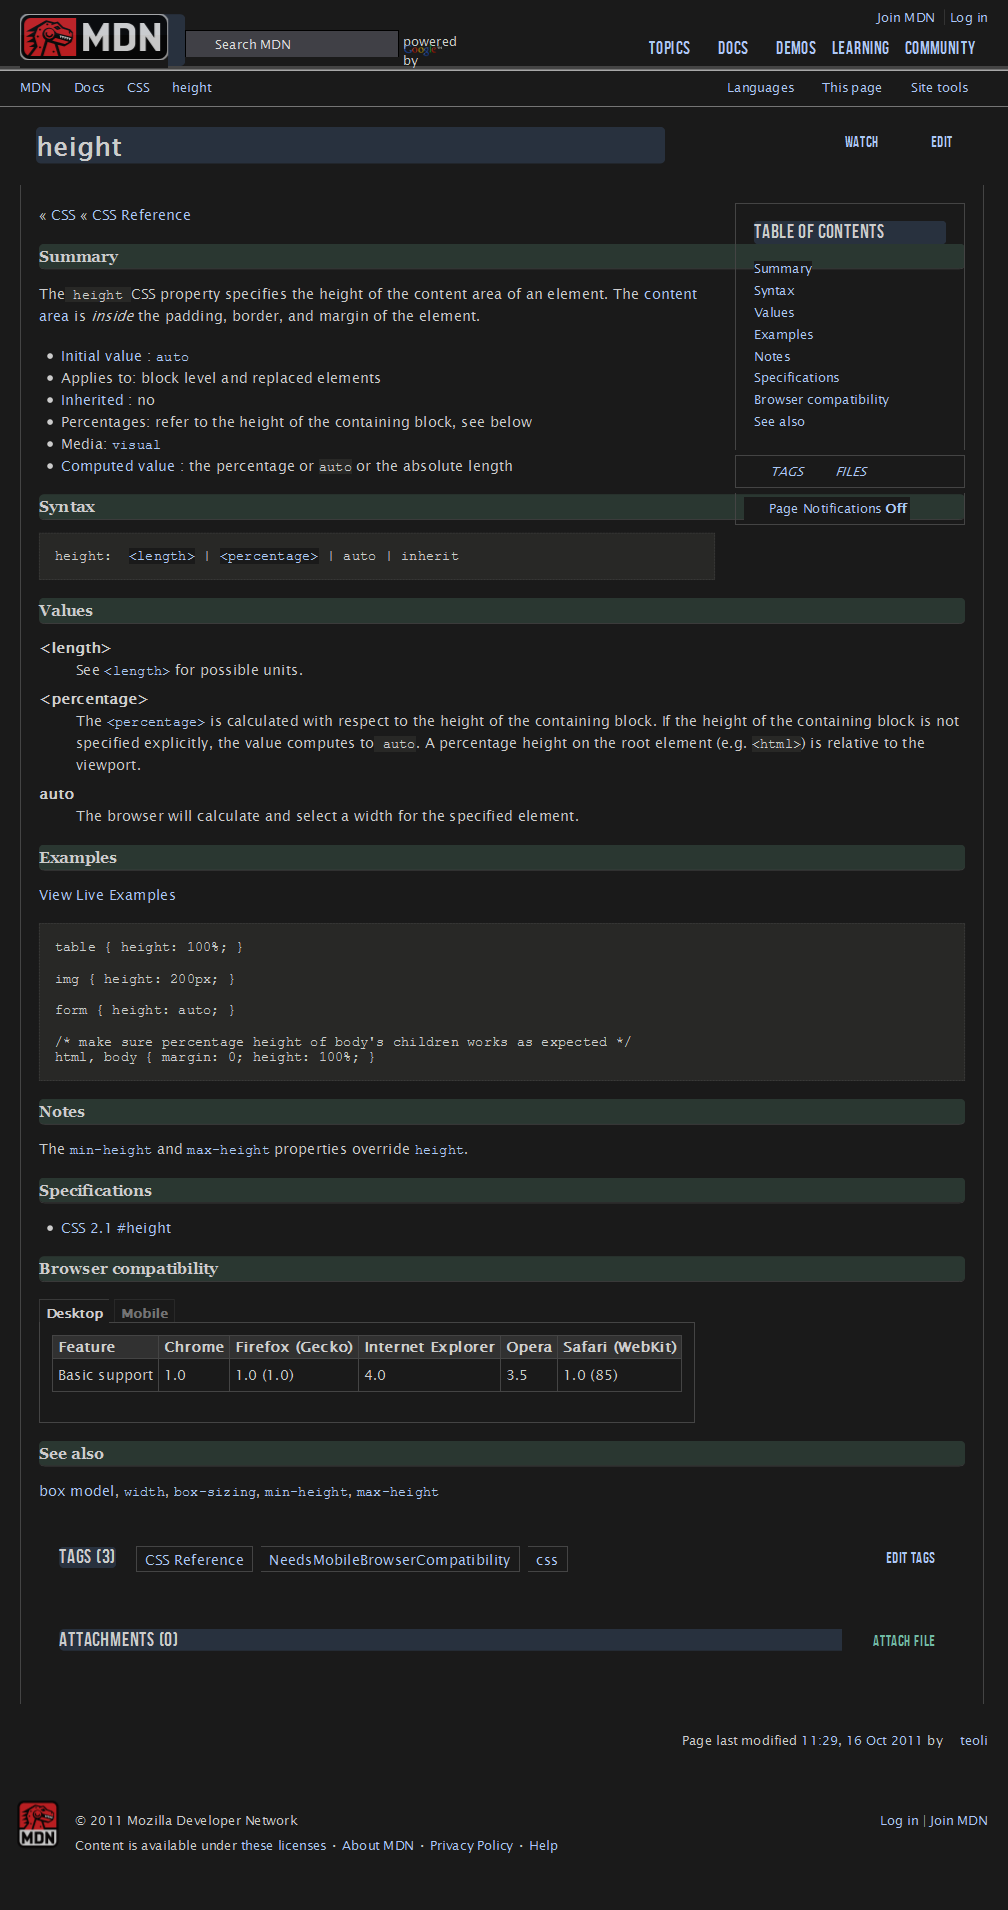 Join MDN | Log in
MDN
Search MDN
powered by
Google
TOPICS DOCS DEMOS LEARNING COMMUNITY
MDN Docs CSS height
Languages This page Site tools
height
WATCH EDIT
« CSS « CSS Reference
TABLE OF CONTENTS
Summary
Syntax
Values
Examples
Notes
Specifications
Browser compatibility
See also
TAGS FILES
Page Notifications Off
Summary
The height CSS property specifies the height of the content area of an element. The content
area is inside the padding, border, and margin of the element.
• Initial value : auto
• Applies to: block level and replaced elements
• Inherited : no
• Percentages: refer to the height of the containing block, see below
• Media: visual
• Computed value : the percentage or auto or the absolute length
Syntax
height: <length> | <percentage> | auto | inherit
Values
<length>
See <length> for possible units.
<percentage>
The <percentage> is calculated with respect to the height of the containing block. If the height of the containing block is not
specified explicitly, the value computes to auto. A percentage height on the root element (e.g. <html>) is relative to the
viewport.
auto
The browser will calculate and select a width for the specified element.
Examples
View Live Examples
table { height: 100%; }
img { height: 200px; }
form { height: auto; }
/* make sure percentage height of body's children works as expected */
html, body { margin: 0; height: 100%; }
Notes
The min-height and max-height properties override height.
Specifications
• CSS 2.1 #height
Browser compatibility
Desktop Mobile
Feature Chrome Firefox (Gecko) Internet Explorer Opera Safari (WebKit)
Basic support 1.0 1.0 (1.0) 4.0 3.5 1.0 (85)
See also
box model, width, box-sizing, min-height, max-height
TAGS (3) CSS Reference NeedsMobileBrowserCompatibility css EDIT TAGS
ATTACHMENTS (0) ATTACH FILE
Page last modified 11:29, 16 Oct 2011 by teoli
MDN
© 2011 Mozilla Developer Network
Log in | Join MDN
Content is available under these licenses • About MDN • Privacy Policy • Help